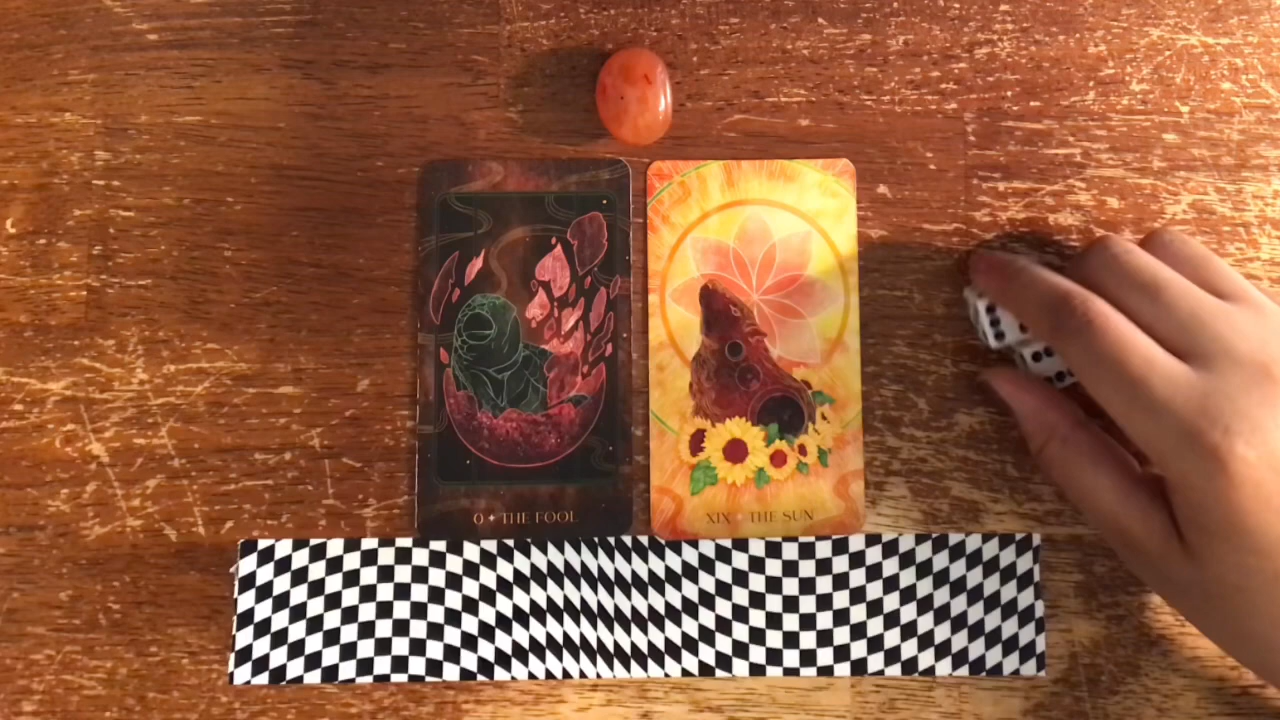 0 ✦ THE FOOL
XIX ✦ THE SUN